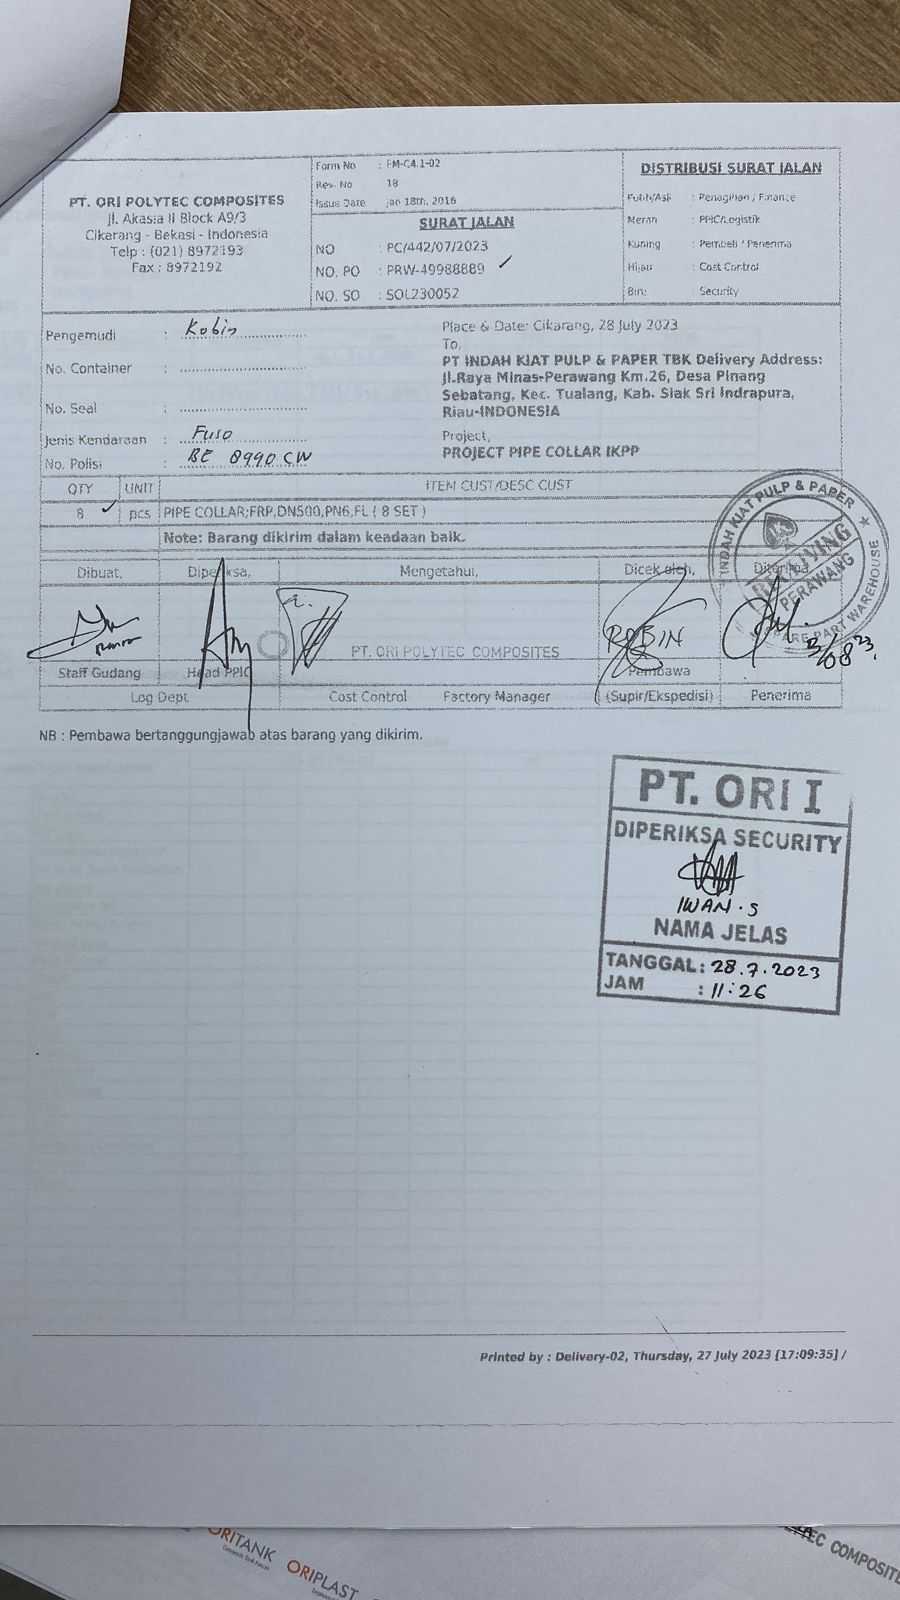 PT. ORI POLYTEC COMPOSITES
Jl. Akasia II Block A9/3
Cikarang - Bekasi - Indonesia
Telp : (021) 8972193
Fax : 8972192
Form No : FM-C4.1-02
Rev. No 18
Issue Date Jan 18th, 2016
SURAT JALAN
NO : PC/442/07/2023
NO. PO : PRW-49988889
NO. SO : SOL230052
DISTRIBUSI SURAT JALAN
Putih/Asli : Penagihan / Finance
Merah : PPIC/Logistik
Kuning : Pembeli / Penerima
Hijau : Cost Control
Biru : Security
Pengemudi : Robin
No. Container :
No. Seal :
Jenis Kendaraan : Fuso
No. Polisi : BE 8990 CW
Place & Date: Cikarang, 28 July 2023
To,
PT INDAH KIAT PULP & PAPER TBK Delivery Address:
Jl.Raya Minas-Perawang Km.26, Desa Pinang
Sebatang, Kec. Tualang, Kab. Siak Sri Indrapura,
Riau-INDONESIA
Project,
PROJECT PIPE COLLAR IKPP
QTY UNIT ITEM CUST/DESC CUST
8 pcs PIPE COLLAR;FRP,DN500,PN6,FL ( 8 SET )
Note: Barang dikirim dalam keadaan baik.
INDAH KIAT PULP & PAPER
RECEIVING
PERAWANG
SPARE PART WAREHOUSE
Dibuat, Diperiksa, Mengetahui, Dicek oleh, Diterima
ROBIN
PT. ORI POLYTEC COMPOSITES
Staff Gudang Head PPIC Pembawa
Log Dept Cost Control Factory Manager (Supir/Ekspedisi) Penerima
NB : Pembawa bertanggungjawab atas barang yang dikirim.
PT. ORI I
DIPERIKSA SECURITY
IWAN.S
NAMA JELAS
TANGGAL : 28.7.2023
JAM : 11:26
Printed by : Delivery-02, Thursday, 27 July 2023 [17:09:35] /
ORITANK
ORIPLAST
COMPOSITE